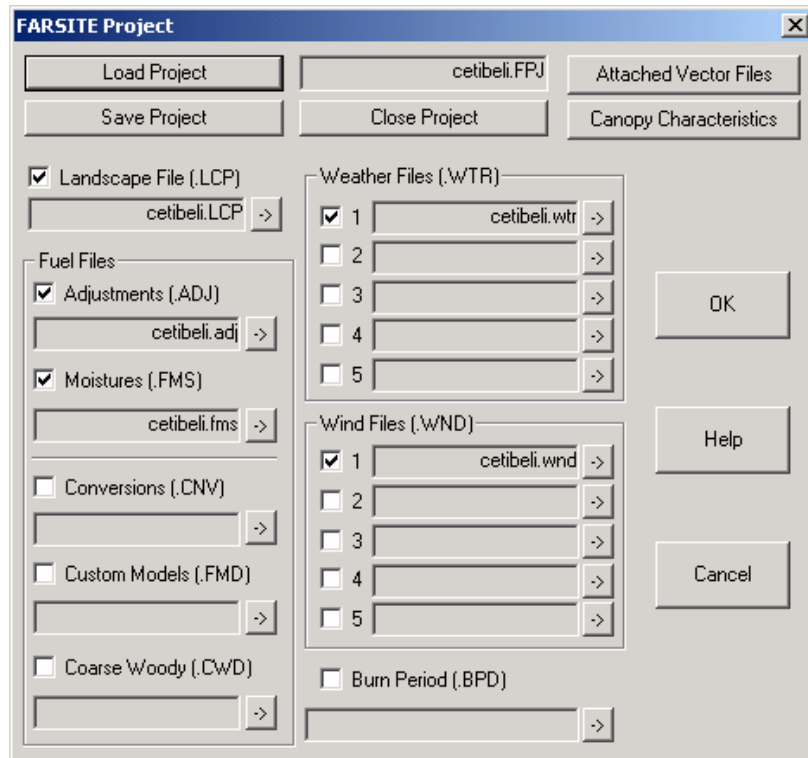 FARSITE Project
Load Project
cetibeli.FPJ
Attached Vector Files
Save Project
Close Project
Canopy Characteristics
Landscape File (.LCP)
cetibeli.LCP ->
Fuel Files
Adjustments (.ADJ)
cetibeli.adj ->
Moistures (.FMS)
cetibeli.fms ->
Conversions (.CNV)
->
Custom Models (.FMD)
->
Coarse Woody (.CWD)
->
Weather Files (.WTR)
1 cetibeli.wtr ->
2 ->
3 ->
4 ->
5 ->
Wind Files (.WND)
1 cetibeli.wnd ->
2 ->
3 ->
4 ->
5 ->
Burn Period (.BPD)
->
OK
Help
Cancel